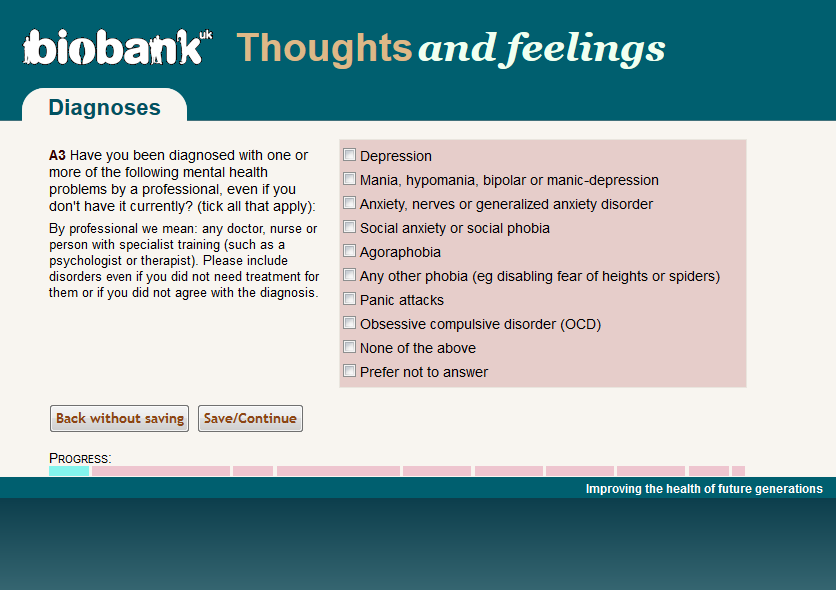 biobank uk Thoughts and feelings
Diagnoses
A3 Have you been diagnosed with one or
more of the following mental health
problems by a professional, even if you
don't have it currently? (tick all that apply):
By professional we mean: any doctor, nurse or
person with specialist training (such as a
psychologist or therapist). Please include
disorders even if you did not need treatment for
them or if you did not agree with the diagnosis.
Depression
Mania, hypomania, bipolar or manic-depression
Anxiety, nerves or generalized anxiety disorder
Social anxiety or social phobia
Agoraphobia
Any other phobia (eg disabling fear of heights or spiders)
Panic attacks
Obsessive compulsive disorder (OCD)
None of the above
Prefer not to answer
Back without saving Save/Continue
PROGRESS:
Improving the health of future generations